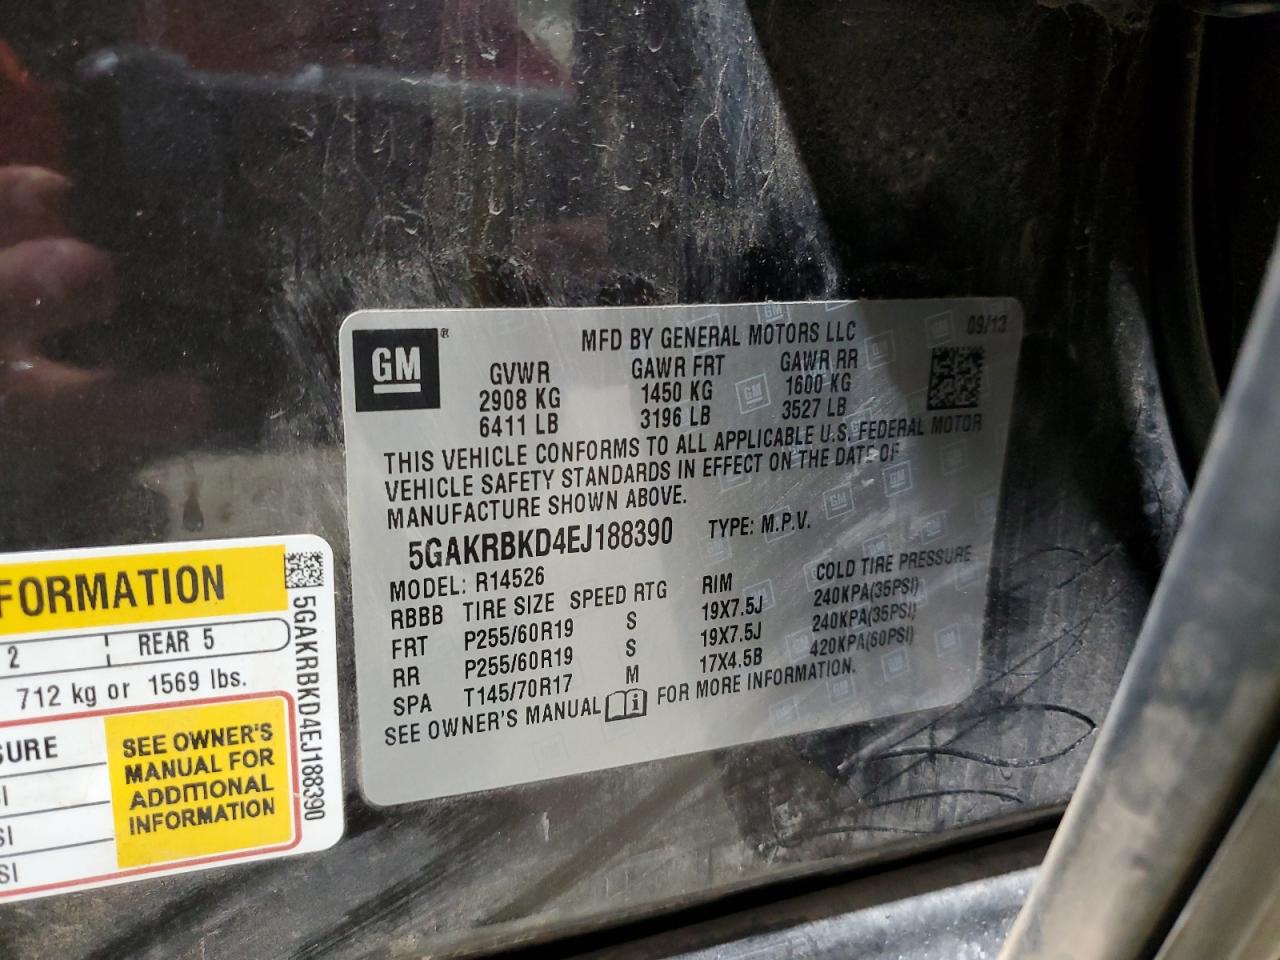 GM ®
MFD BY GENERAL MOTORS LLC 09/13
GVWR GAWR FRT GAWR RR
2908 KG 1450 KG 1600 KG
6411 LB 3196 LB 3527 LB
THIS VEHICLE CONFORMS TO ALL APPLICABLE U.S. FEDERAL MOTOR
VEHICLE SAFETY STANDARDS IN EFFECT ON THE DATE OF
MANUFACTURE SHOWN ABOVE.
5GAKRBKD4EJ188390 TYPE: M.P.V.
MODEL: R14526
RBBB TIRE SIZE SPEED RTG RIM COLD TIRE PRESSURE
FRT P255/60R19 S 19X7.5J 240KPA(35PSI)
RR P255/60R19 S 19X7.5J 240KPA(35PSI)
SPA T145/70R17 M 17X4.5B 420KPA(60PSI)
SEE OWNER'S MANUAL FOR MORE INFORMATION.
FORMATION
2 REAR 5
712 kg or 1569 lbs.
SURE
SI
SI
SI
SEE OWNER'S
MANUAL FOR
ADDITIONAL
INFORMATION
5GAKRBKD4EJ188390